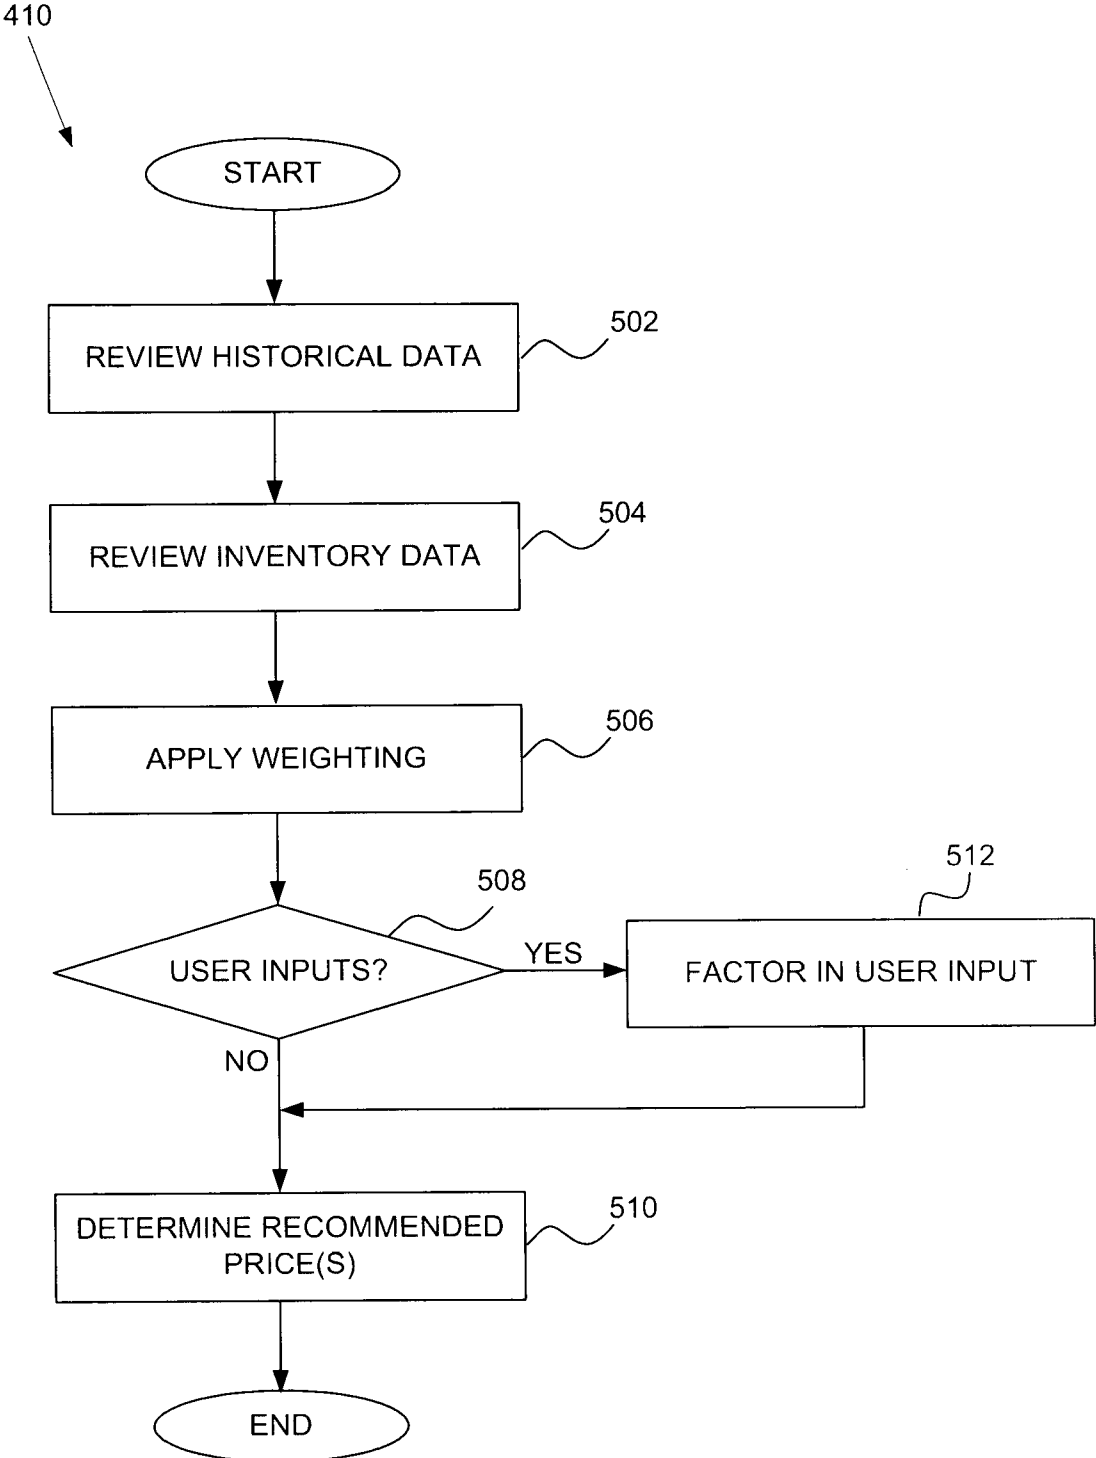 410
START
REVIEW HISTORICAL DATA
502
REVIEW INVENTORY DATA
504
APPLY WEIGHTING
506
USER INPUTS?
508
YES
FACTOR IN USER INPUT
512
NO
DETERMINE RECOMMENDED
PRICE(S)
510
END